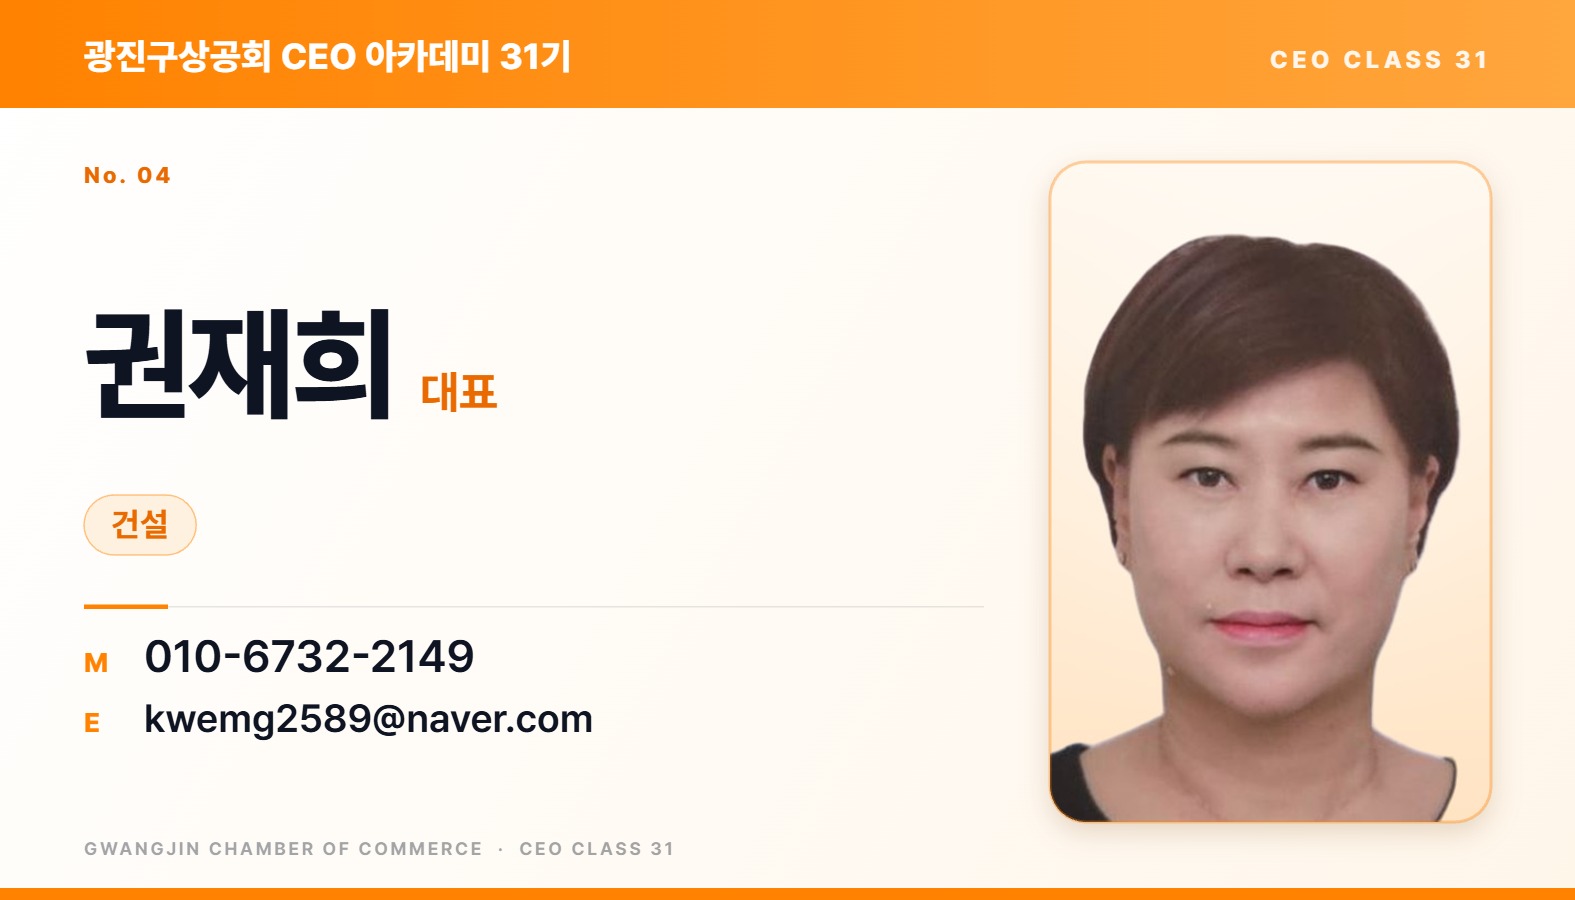 광진구상공회 CEO 아카데미 31기
CEO CLASS 31
No. 04
권재희 대표
건설
M 010-6732-2149
E kwemg2589@naver.com
GWANGJIN CHAMBER OF COMMERCE · CEO CLASS 31